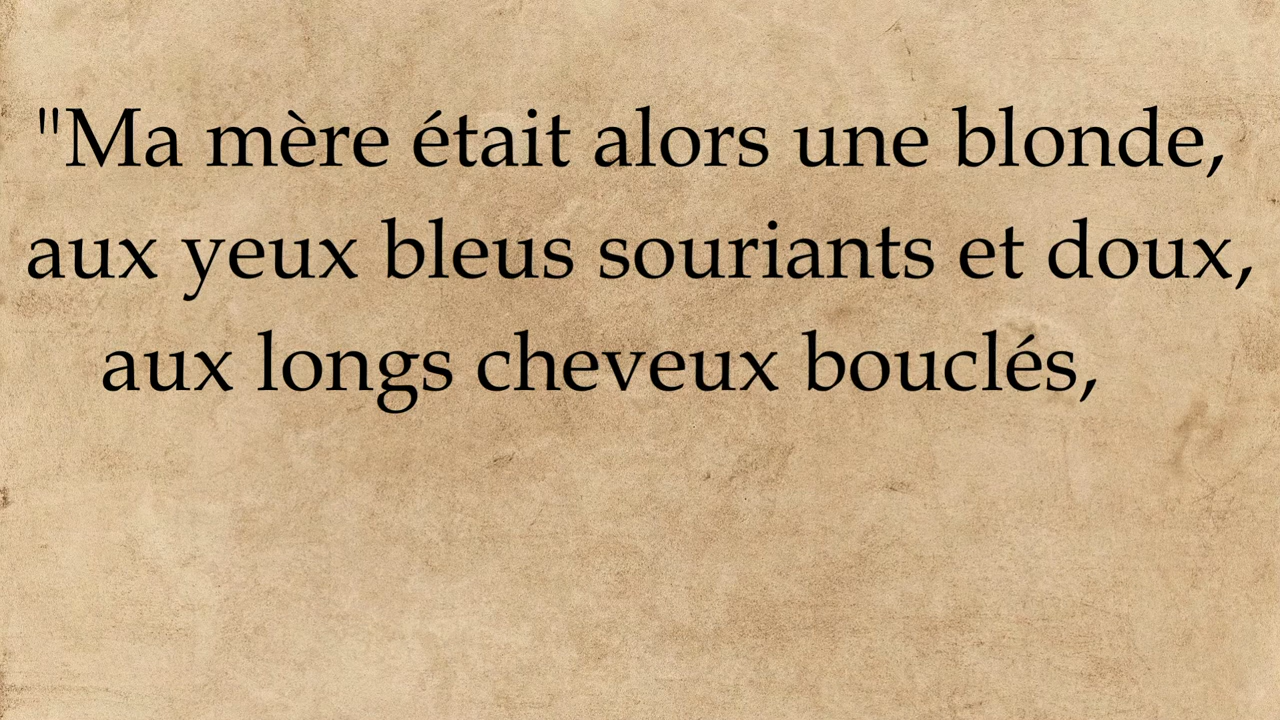 "Ma mère était alors une blonde,
aux yeux bleus souriants et doux,
aux longs cheveux bouclés,